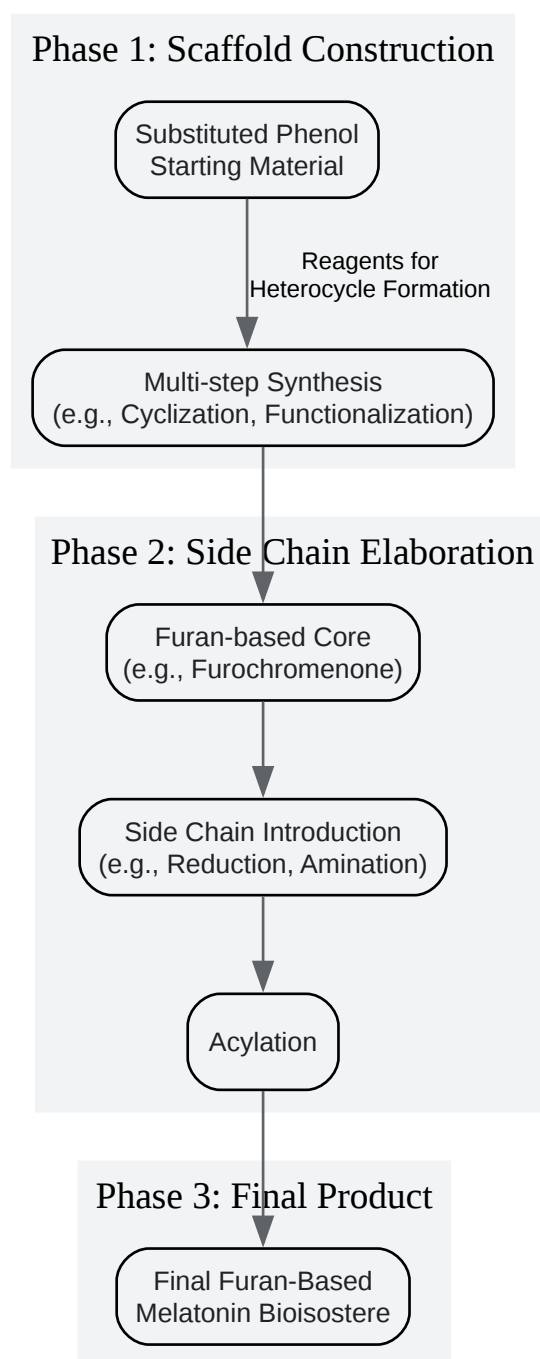 Phase 1: Scaffold Construction
Substituted Phenol
Starting Material
Reagents for
Heterocycle Formation
Multi-step Synthesis
(e.g., Cyclization, Functionalization)
Phase 2: Side Chain Elaboration
Furan-based Core
(e.g., Furochromenone)
Side Chain Introduction
(e.g., Reduction, Amination)
Acylation
Phase 3: Final Product
Final Furan-Based
Melatonin Bioisostere